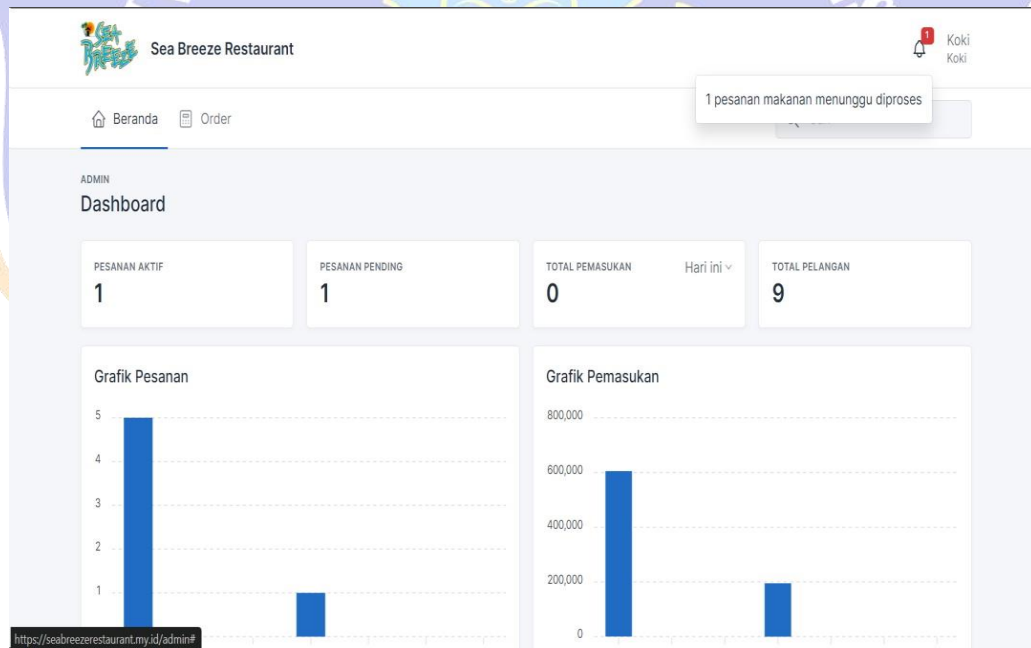 SEA
BREEZE
Sea Breeze Restaurant
1
Koki
Koki
1 pesanan makanan menunggu diproses
Beranda
Order
ADMIN
Dashboard
PESANAN AKTIF
1
PESANAN PENDING
1
TOTAL PEMASUKAN
Hari ini
0
TOTAL PELANGAN
9
Grafik Pesanan
5
4
3
2
1
Grafik Pemasukan
800,000
600,000
400,000
200,000
0
https://seabreezerestaurant.my.id/admin#